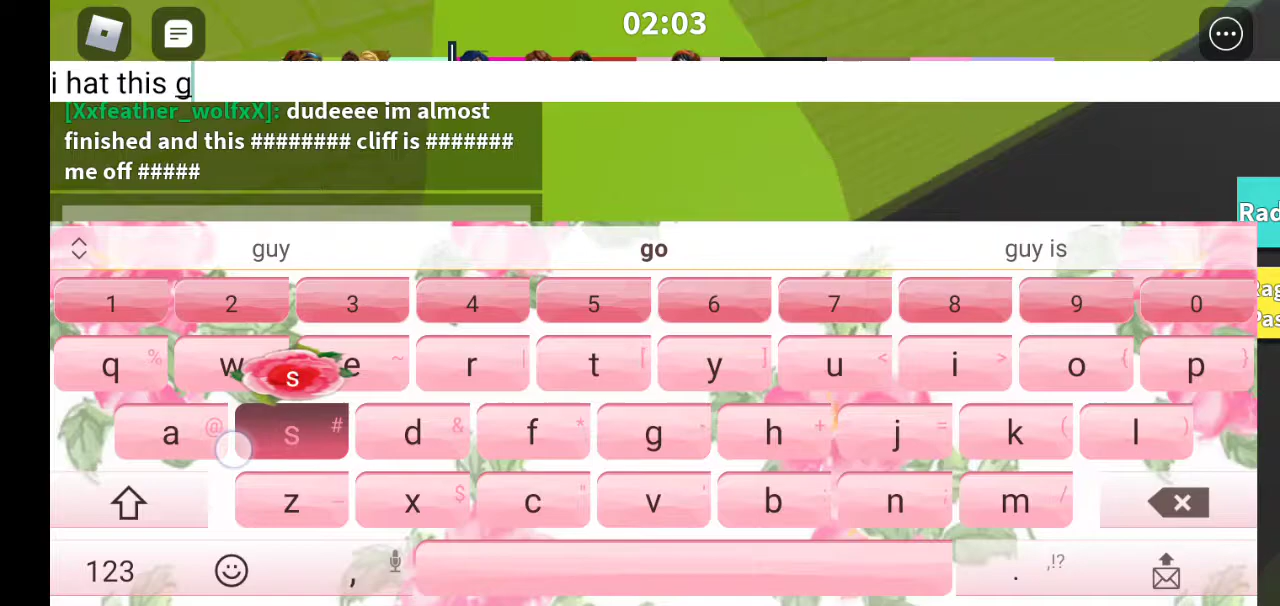 02:03
i hat this g
[Xxfeather_wolfxX]: dudeeee im almost
finished and this ######## cliff is #######
me off #####
Rad
guy go guy is
1 2 3 4 5 6 7 8 9 0
q % w e ~ r | t [ y ] u < i > o { p }
s
a @ s # d & f * g - h + j = k ( l )
z _ x $ c " v ' b : n ; m /
123 , . ,!?